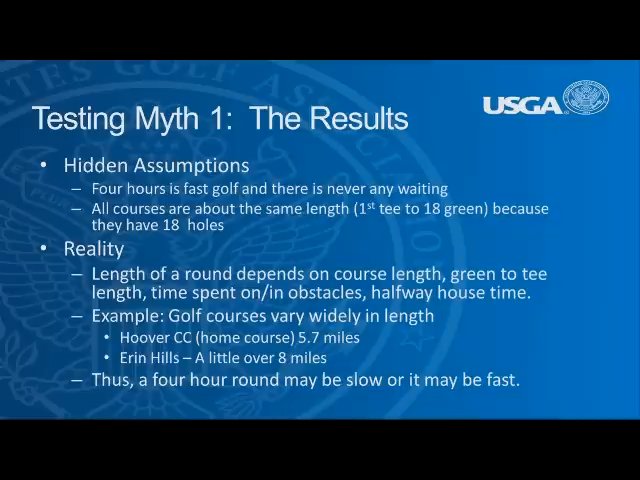 USGA
Testing Myth 1: The Results
• Hidden Assumptions
– Four hours is fast golf and there is never any waiting
– All courses are about the same length (1st tee to 18 green) because
they have 18 holes
• Reality
– Length of a round depends on course length, green to tee
length, time spent on/in obstacles, halfway house time.
– Example: Golf courses vary widely in length
• Hoover CC (home course) 5.7 miles
• Erin Hills – A little over 8 miles
– Thus, a four hour round may be slow or it may be fast.